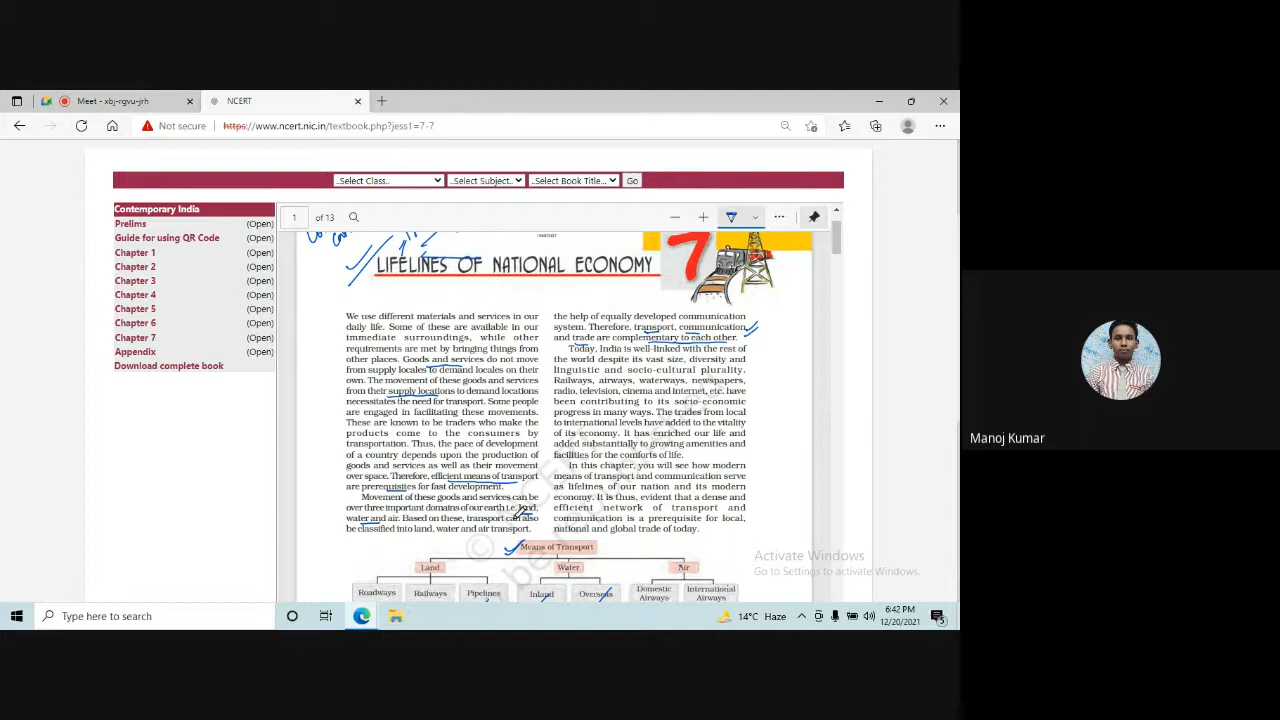 Meet - xbj-rgvu-jrh
NCERT
Not secure
https://www.ncert.nic.in/textbook.php?jess1=7-7
..Select Class..
..Select Subject..
..Select Book Title...
Go
Contemporary India
Prelims (Open)
Guide for using QR Code (Open)
Chapter 1 (Open)
Chapter 2 (Open)
Chapter 3 (Open)
Chapter 4 (Open)
Chapter 5 (Open)
Chapter 6 (Open)
Chapter 7 (Open)
Appendix (Open)
Download complete book
1 of 13
LIFELINES OF NATIONAL ECONOMY
7
We use different materials and services in our
daily life. Some of these are available in our
immediate surroundings, while other
requirements are met by bringing things from
other places. Goods and services do not move
from supply locales to demand locales on their
own. The movement of these goods and services
from their supply locations to demand locations
necessitates the need for transport. Some people
are engaged in facilitating these movements.
These are known to be traders who make the
products come to the consumers by
transportation. Thus, the pace of development
of a country depends upon the production of
goods and services as well as their movement
over space. Therefore, efficient means of transport
are prerequisites for fast development.
Movement of these goods and services can be
over three important domains of our earth i.e. land,
water and air. Based on these, transport can also
be classified into land, water and air transport.
the help of equally developed communication
system. Therefore, transport, communication
and trade are complementary to each other.
Today, India is well-linked with the rest of
the world despite its vast size, diversity and
linguistic and socio-cultural plurality.
Railways, airways, waterways, newspapers,
radio, television, cinema and internet, etc. have
been contributing to its socio-economic
progress in many ways. The trades from local
to international levels have added to the vitality
of its economy. It has enriched our life and
added substantially to growing amenities and
facilities for the comforts of life.
In this chapter, you will see how modern
means of transport and communication serve
as lifelines of our nation and its modern
economy. It is thus, evident that a dense and
efficient network of transport and
communication is a prerequisite for local,
national and global trade of today.
Means of Transport
Land Water Air
Roadways Railways Pipelines Inland Overseas Domestic Airways International Airways
Activate Windows
Go to Settings to activate Windows.
Type here to search
14°C Haze
6:42 PM
12/20/2021
5
Manoj Kumar